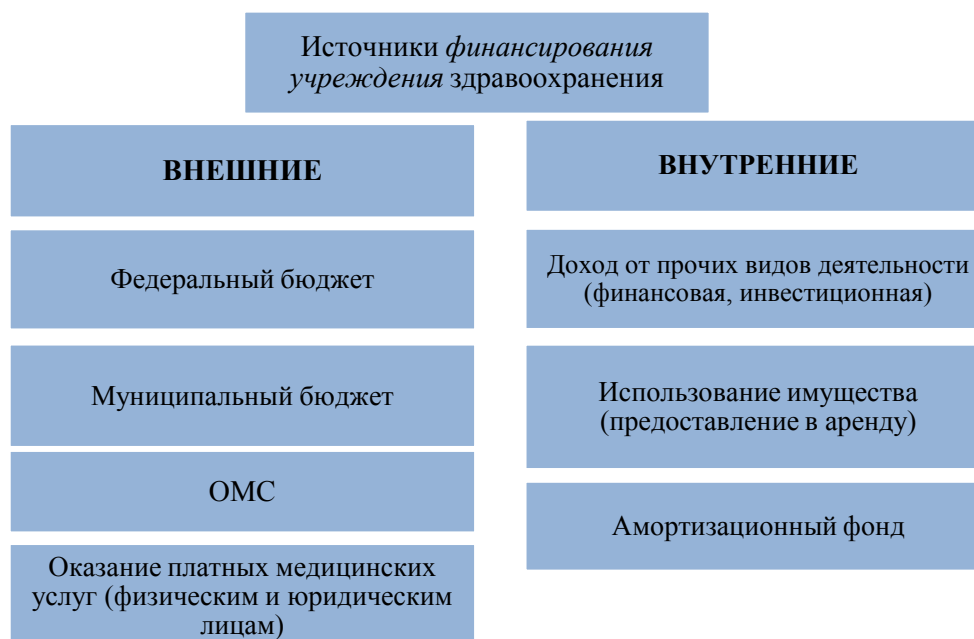 Источники финансирования
учреждения здравоохранения
ВНЕШНИЕ
Федеральный бюджет
Муниципальный бюджет
ОМС
Оказание платных медицинских
услуг (физическим и юридическим
лицам)
ВНУТРЕННИЕ
Доход от прочих видов деятельности
(финансовая, инвестиционная)
Использование имущества
(предоставление в аренду)
Амортизационный фонд